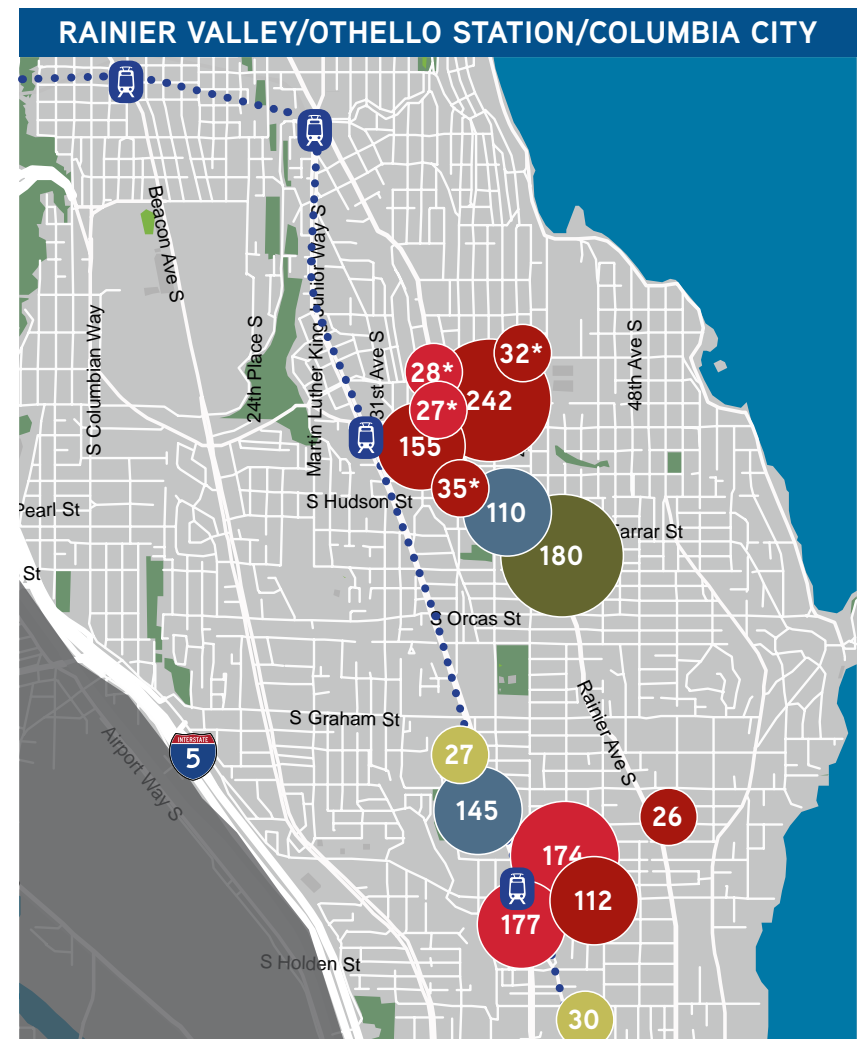 RAINIER VALLEY/OTHELLO STATION/COLUMBIA CITY
Beacon Ave S
Martin Luther King Junior Way S
S Columbian Way
24th Place S
31st Ave S
48th Ave S
32*
28*
27*
242
155
35*
S Hudson St
110
Pearl St
Farrar St
180
St
S Orcas St
Rainier Ave S
S Graham St
27
INTERSTATE
5
Airport Way S
145
26
174
112
177
S Holden St
30